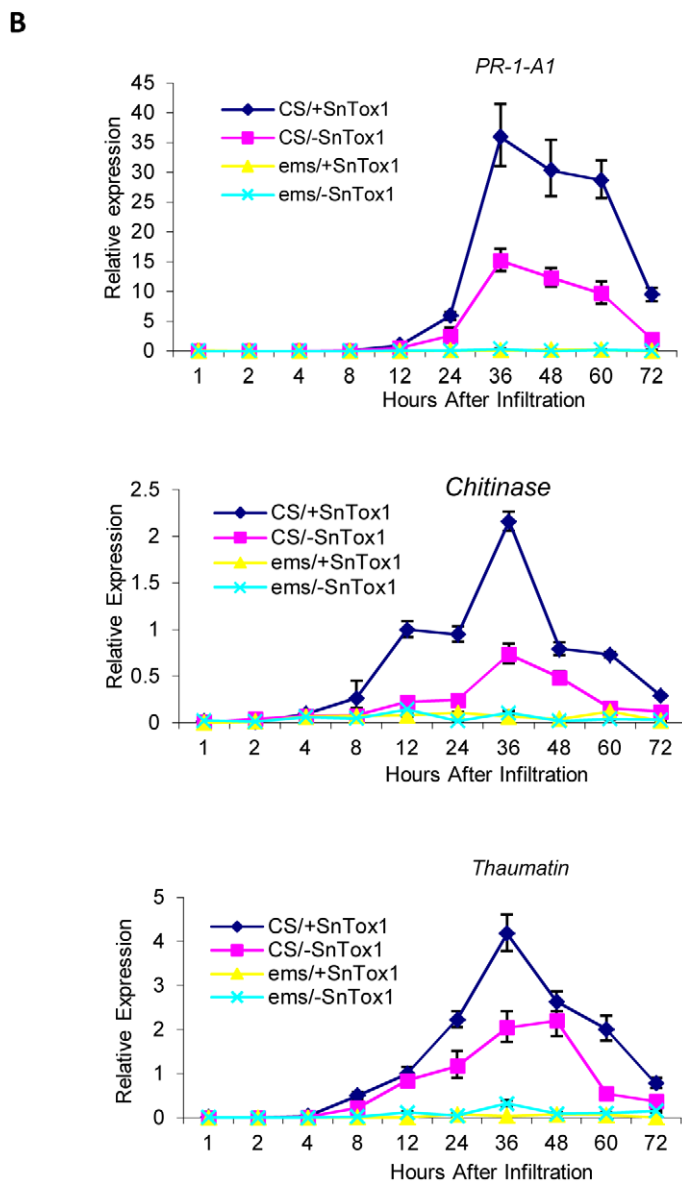 B
PR-1-A1
45
40
35
30
25
20
15
10
5
0
Relative expression
CS/+SnTox1
CS/-SnTox1
ems/+SnTox1
ems/-SnTox1
1 2 4 8 12 24 36 48 60 72
Hours After Infiltration
Chitinase
2.5
2
1.5
1
0.5
0
Relative Expression
CS/+SnTox1
CS/-SnTox1
ems/+SnTox1
ems/-SnTox1
1 2 4 8 12 24 36 48 60 72
Hours After Infiltration
Thaumatin
5
4
3
2
1
0
Relative Expression
CS/+SnTox1
CS/-SnTox1
ems/+SnTox1
ems/-SnTox1
1 2 4 8 12 24 36 48 60 72
Hours After Infiltration